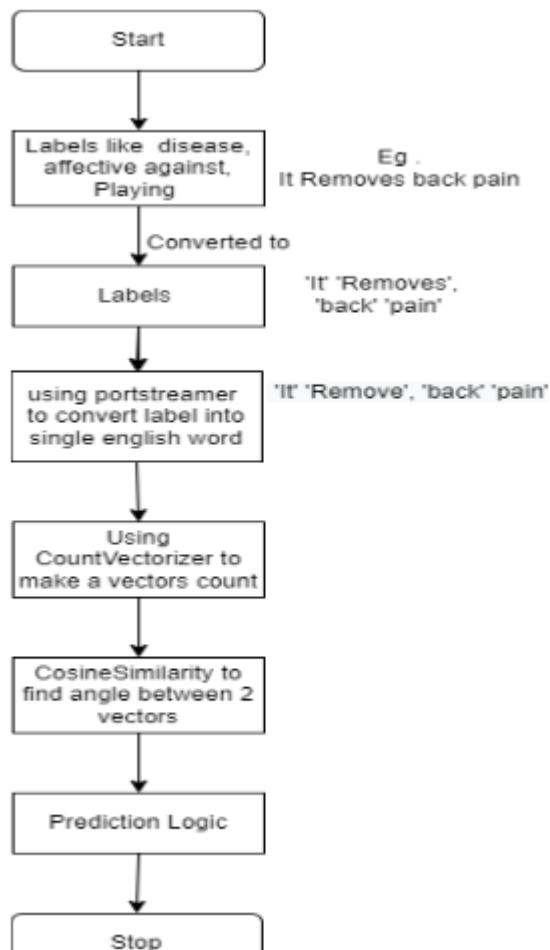 Start
Labels like disease,
affective against,
Playing
Eg .
It Removes back pain
Converted to
Labels
'It' 'Removes',
'back' 'pain'
using portstreamer
to convert label into
single english word
'It' 'Remove', 'back' 'pain'
Using
CountVectorizer to
make a vectors count
CosineSimilarity to
find angle between 2
vectors
Prediction Logic
Stop